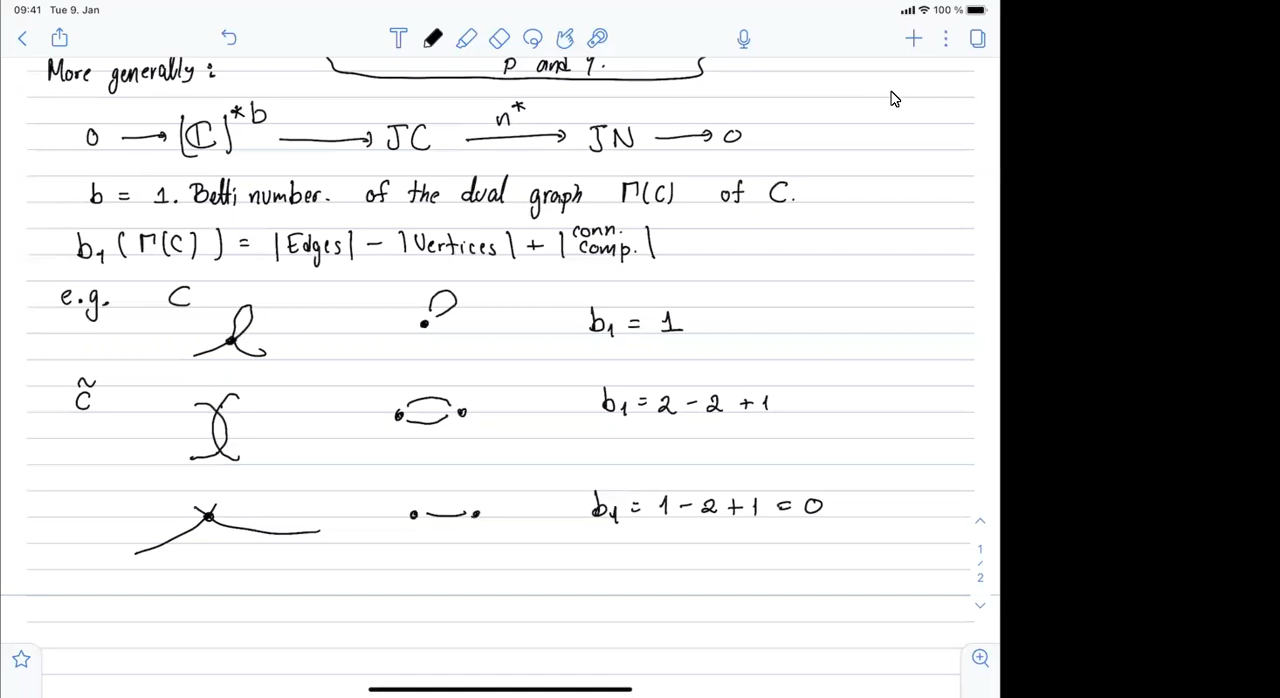 09:41 Tue 9. Jan 100 %
p and q.
More generally:
0 → [ℂ]^{*b} → JC —n^*→ JN → 0
b = 1. Betti number. of the dual graph Γ(C) of C.
b₁ (Γ(C)) = |Edges| - |Vertices| + |conn. comp.|
e.g. C b₁ = 1
C̃ b₁ = 2 - 2 + 1
b₁ = 1 - 2 + 1 = 0
1
/
2